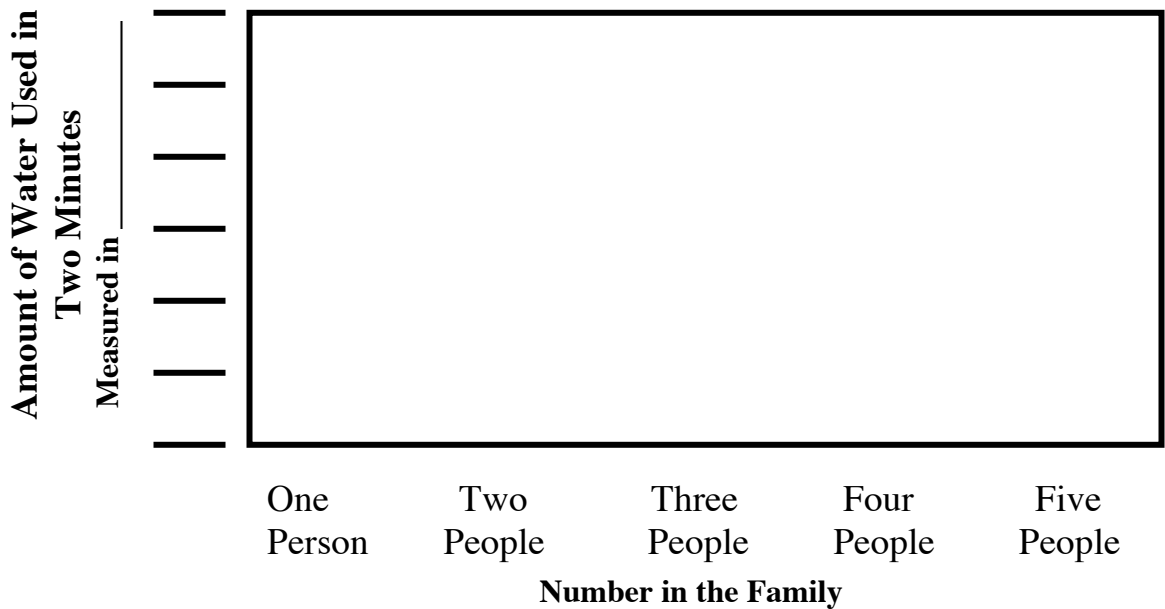 Amount of Water Used in
Two Minutes
Measured in
One Person
Two People
Three People
Four People
Five People
Number in the Family